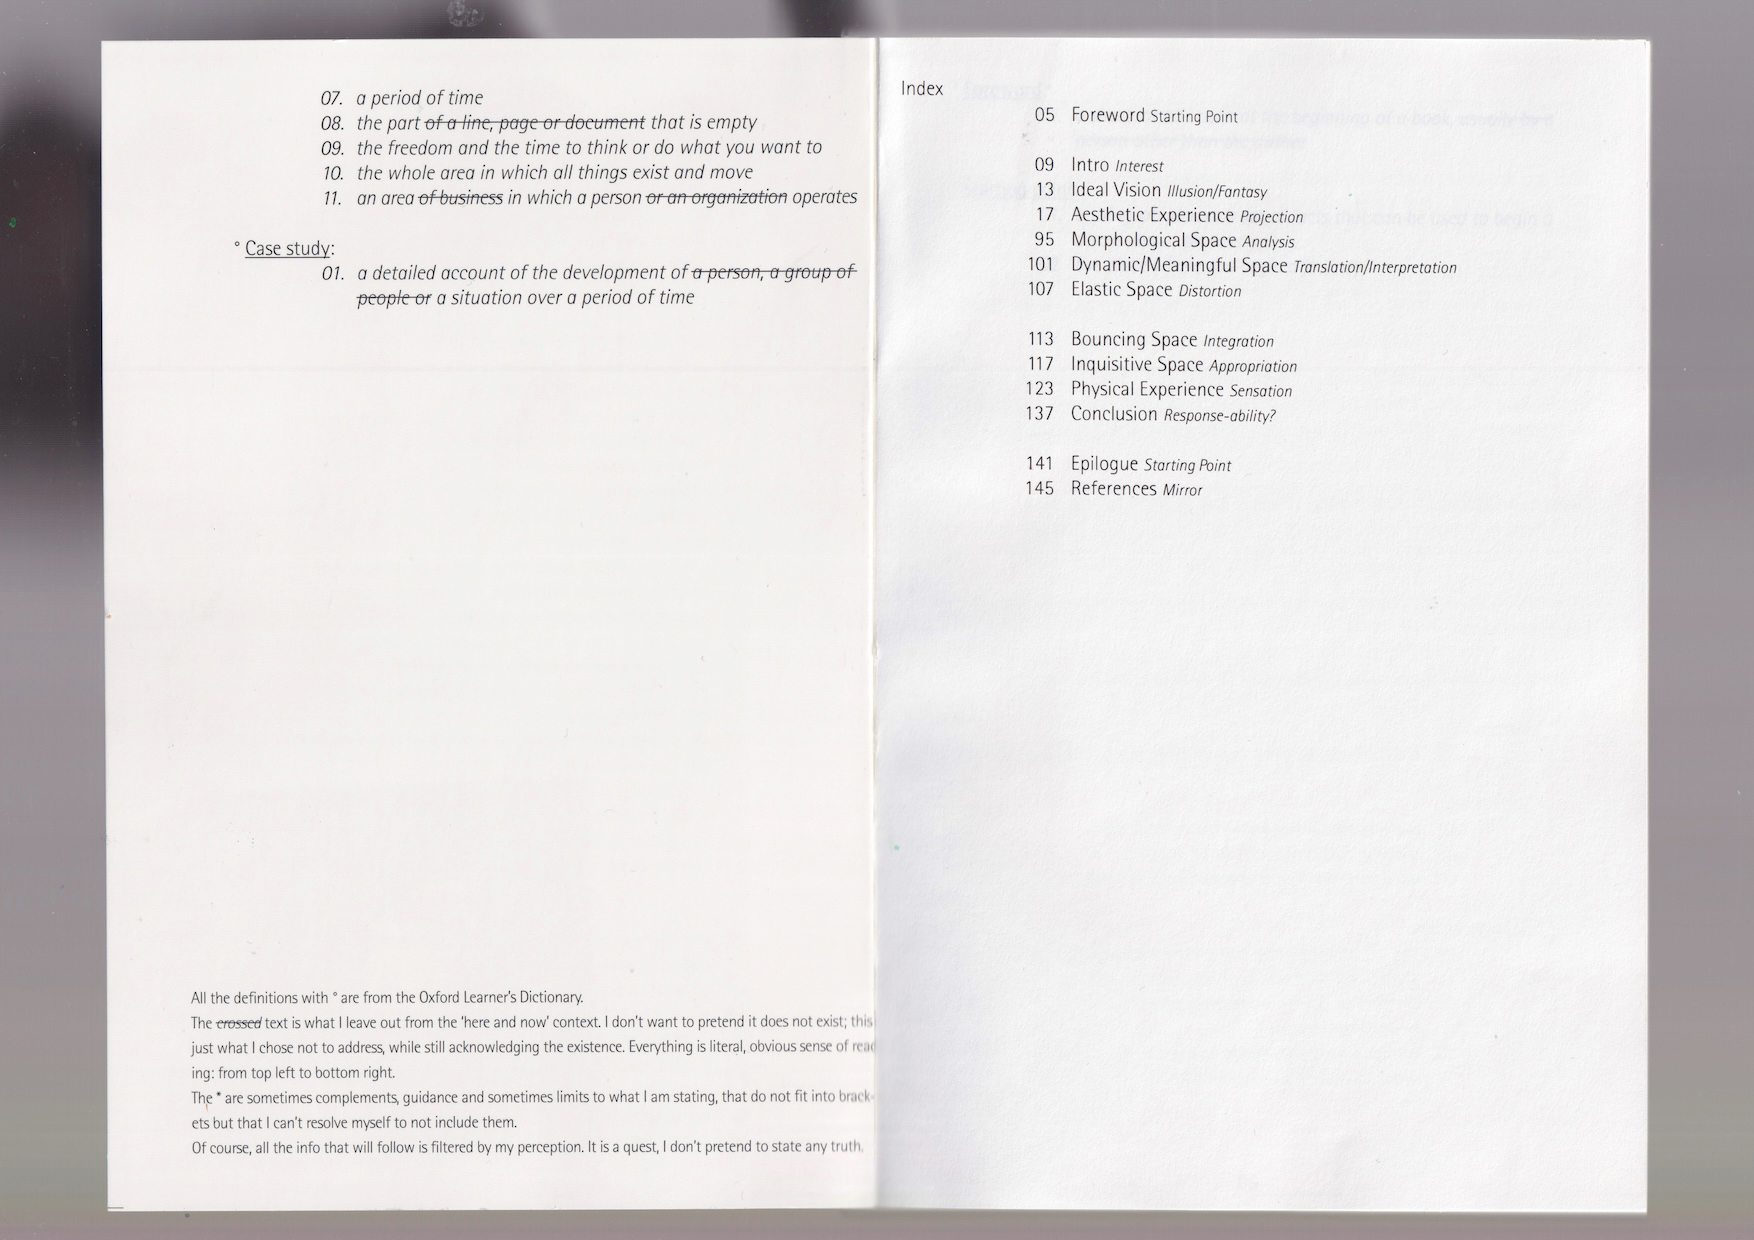 07. a period of time
08. the part of a line, page or document that is empty
09. the freedom and the time to think or do what you want to
10. the whole area in which all things exist and move
11. an area of business in which a person or an organization operates
° Case study:
01. a detailed account of the development of a person, a group of
people or a situation over a period of time
All the definitions with ° are from the Oxford Learner's Dictionary.
The crossed text is what I leave out from the 'here and now' context. I don't want to pretend it does not exist; this
just what I chose not to address, while still acknowledging the existence. Everything is literal, obvious sense of read
ing: from top left to bottom right.
The * are sometimes complements, guidance and sometimes limits to what I am stating, that do not fit into brack-
ets but that I can't resolve myself to not include them.
Of course, all the info that will follow is filtered by my perception. It is a quest, I don't pretend to state any truth.
Index
05 Foreword Starting Point
09 Intro Interest
13 Ideal Vision Illusion/Fantasy
17 Aesthetic Experience Projection
95 Morphological Space Analysis
101 Dynamic/Meaningful Space Translation/Interpretation
107 Elastic Space Distortion
113 Bouncing Space Integration
117 Inquisitive Space Appropriation
123 Physical Experience Sensation
137 Conclusion Response-ability?
141 Epilogue Starting Point
145 References Mirror